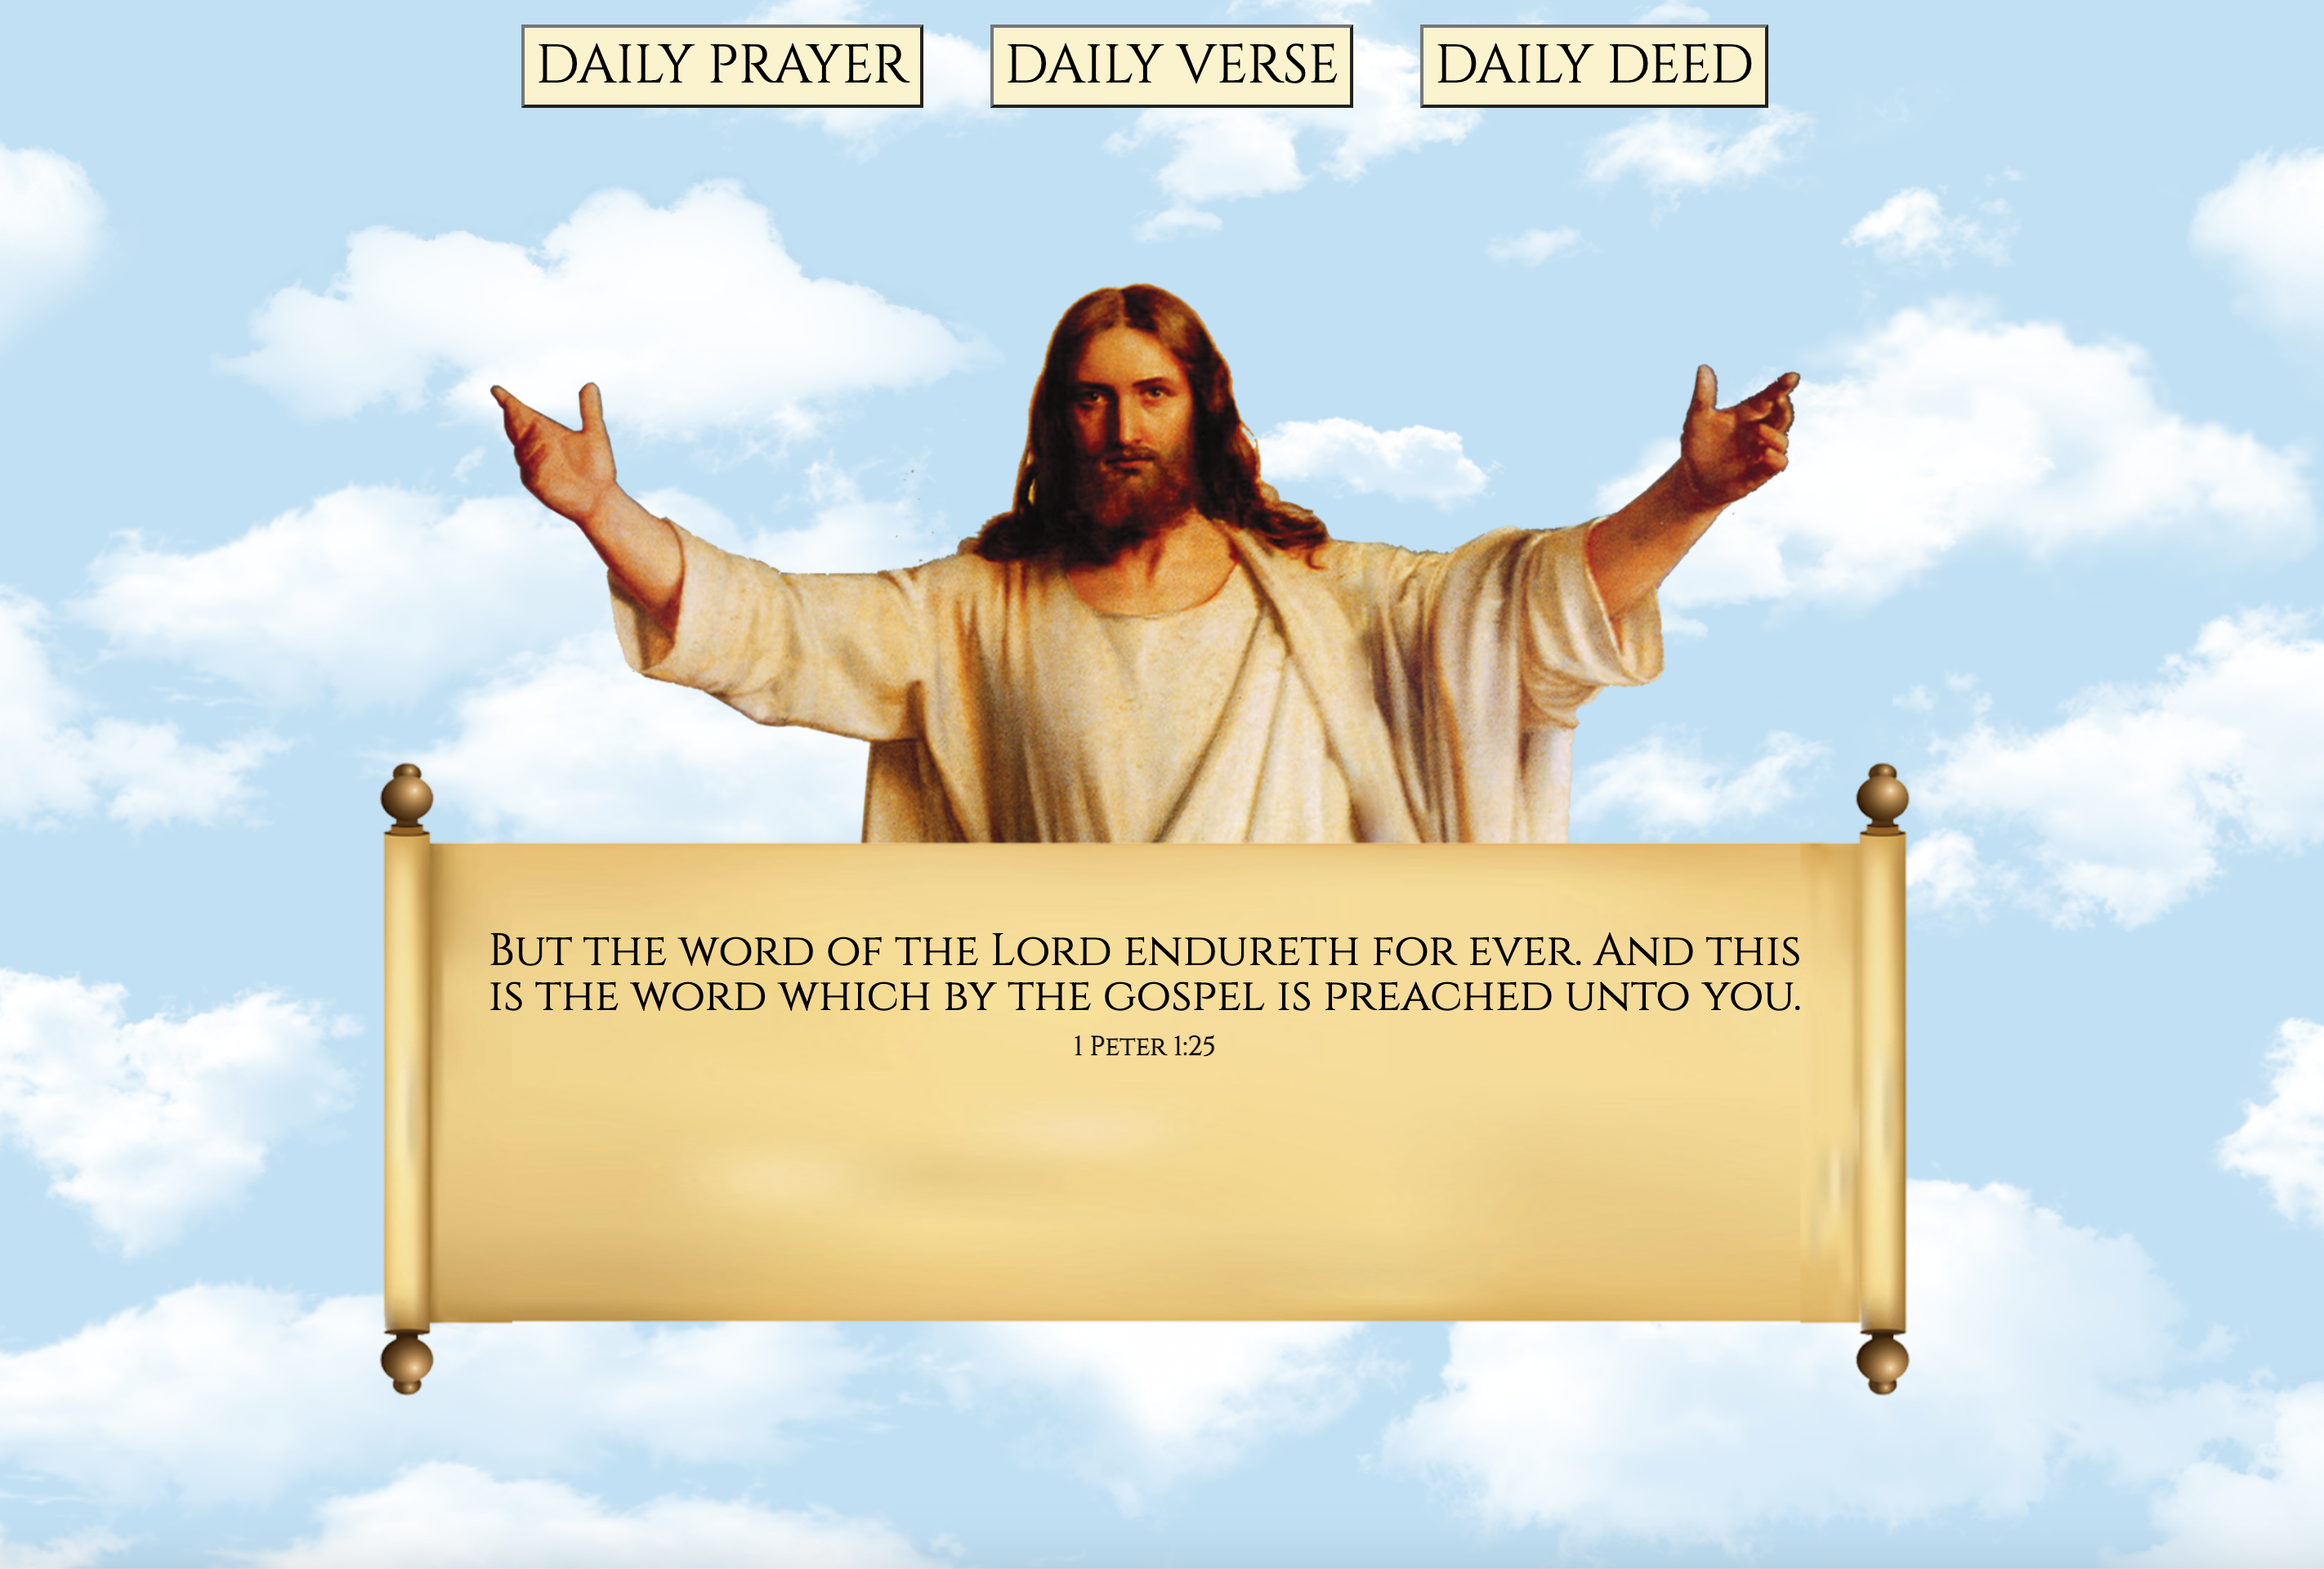 DAILY PRAYER
DAILY VERSE
DAILY DEED
But the word of the Lord endureth for ever. And this
is the word which by the gospel is preached unto you.
1 Peter 1:25